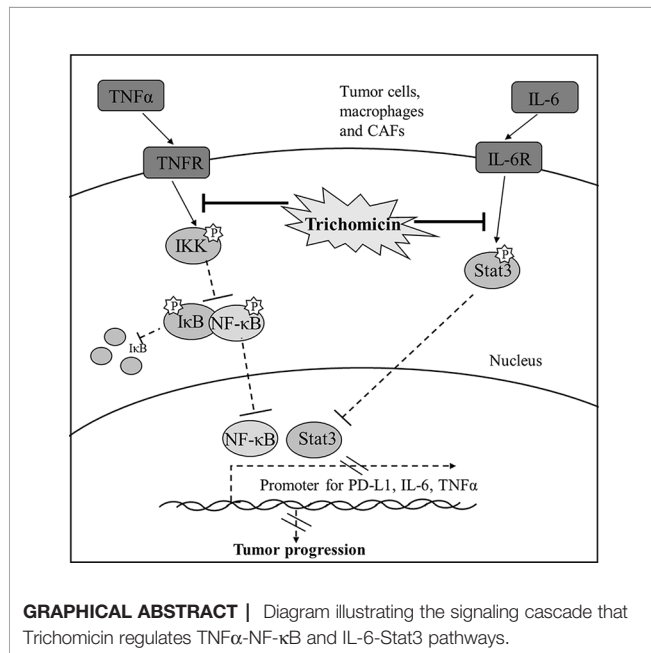 TNFα
IL-6
Tumor cells,
macrophages
and CAFs
TNFR
IL-6R
Trichomicin
P
IKK
P
Stat3
P
P
IκB
NF-κB
IκB
Nucleus
NF-κB
Stat3
Promoter for PD-L1, IL-6, TNFα
Tumor progression
GRAPHICAL ABSTRACT | Diagram illustrating the signaling cascade that
Trichomicin regulates TNFα-NF-κB and IL-6-Stat3 pathways.